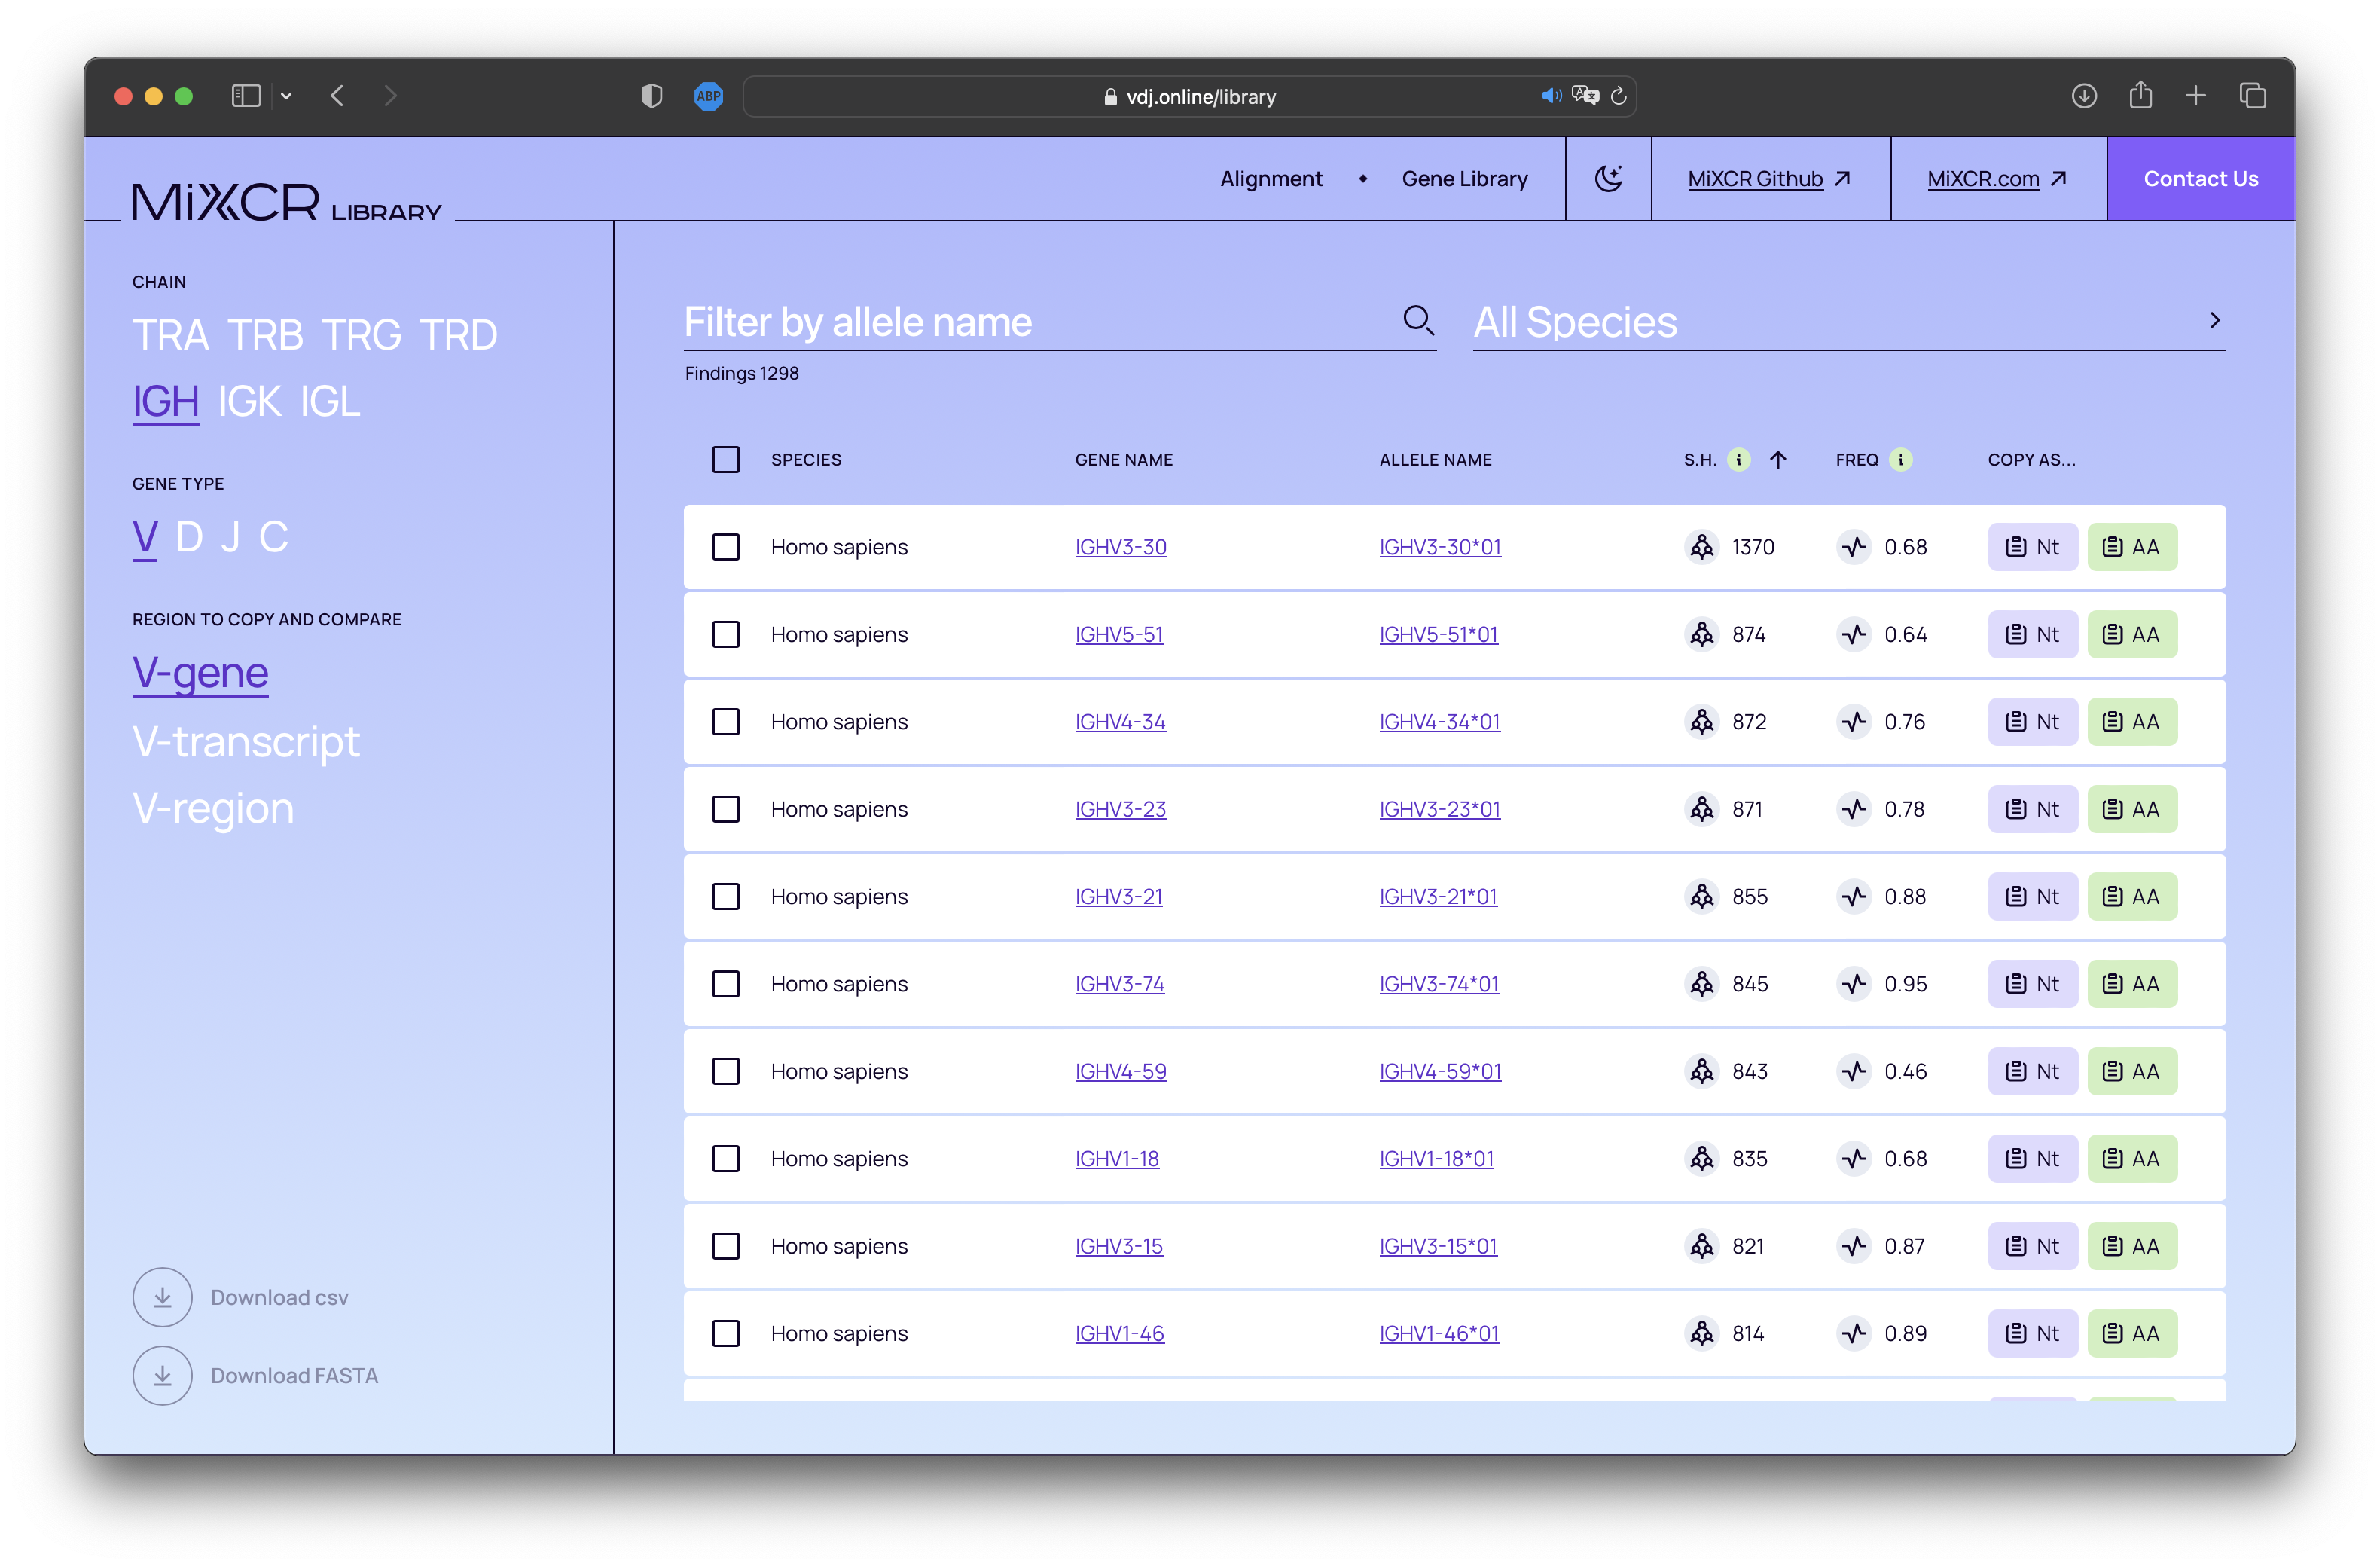 ABP
vdj.online/library
MiXCR LIBRARY
Alignment • Gene Library
MiXCR Github
MiXCR.com
Contact Us
CHAIN
TRA TRB TRG TRD
IGH IGK IGL
GENE TYPE
V D J C
REGION TO COPY AND COMPARE
V-gene
V-transcript
V-region
Download csv
Download FASTA
Filter by allele name
All Species
Findings 1298
SPECIES GENE NAME ALLELE NAME S.H. i FREQ i COPY AS...
Homo sapiens IGHV3-30 IGHV3-30*01 1370 0.68 Nt AA
Homo sapiens IGHV5-51 IGHV5-51*01 874 0.64 Nt AA
Homo sapiens IGHV4-34 IGHV4-34*01 872 0.76 Nt AA
Homo sapiens IGHV3-23 IGHV3-23*01 871 0.78 Nt AA
Homo sapiens IGHV3-21 IGHV3-21*01 855 0.88 Nt AA
Homo sapiens IGHV3-74 IGHV3-74*01 845 0.95 Nt AA
Homo sapiens IGHV4-59 IGHV4-59*01 843 0.46 Nt AA
Homo sapiens IGHV1-18 IGHV1-18*01 835 0.68 Nt AA
Homo sapiens IGHV3-15 IGHV3-15*01 821 0.87 Nt AA
Homo sapiens IGHV1-46 IGHV1-46*01 814 0.89 Nt AA